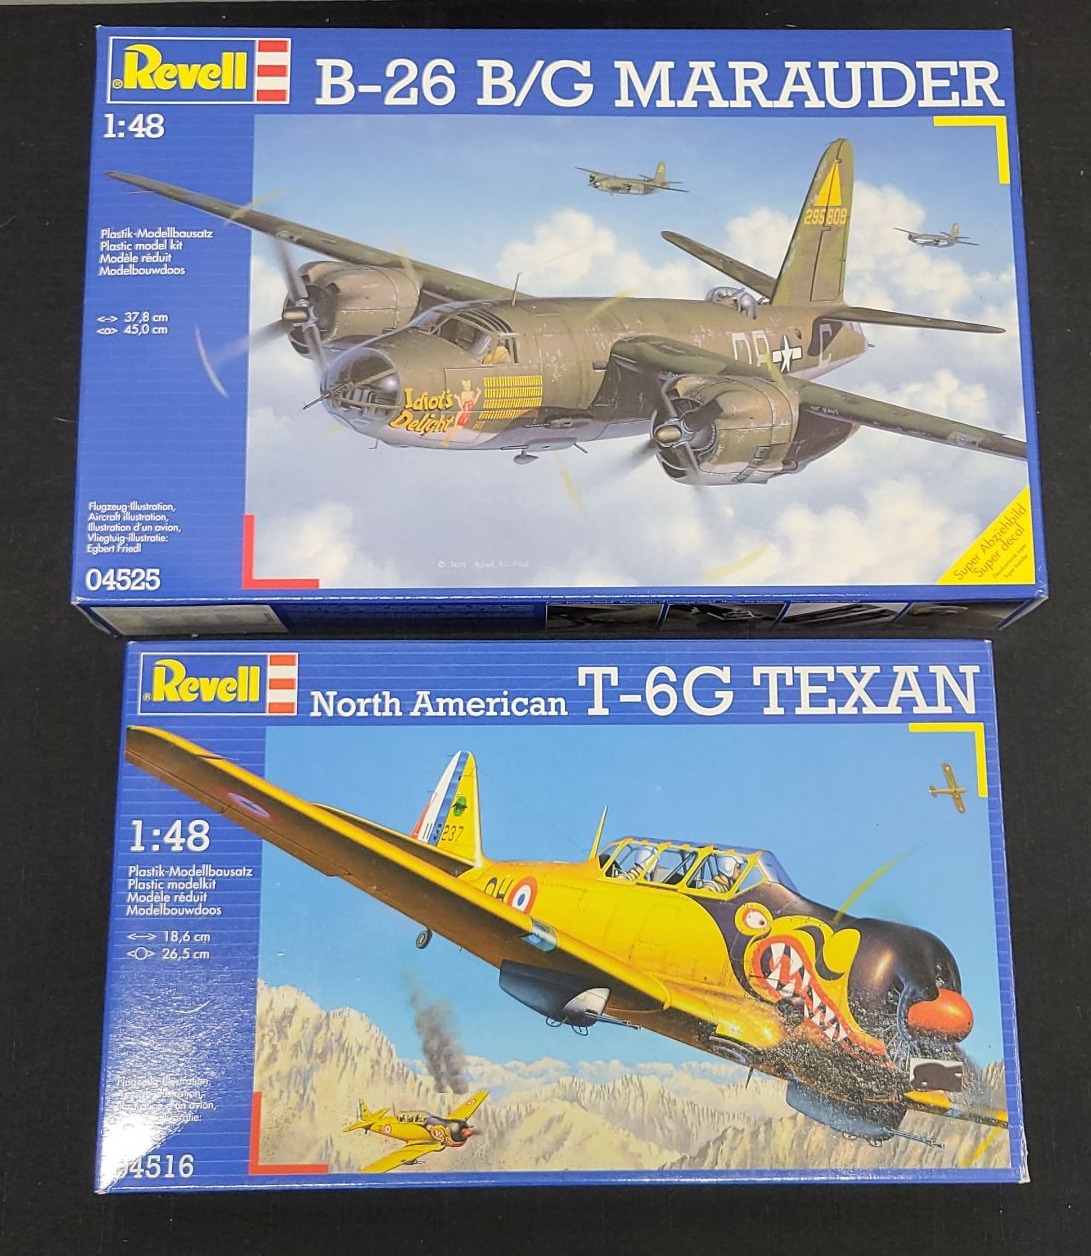 Revell
B-26 B/G MARAUDER
1:48
Plastik-Modellbausatz
Plastic model kit
Modèle réduit
Modelbouwdoos
37,8 cm
45,0 cm
295809
Idiot's
Delight
Flugzeug-Illustration,
Aircraft illustration,
Illustration d'un avion,
Vliegtuig-illustratie:
Egbert Friedl
04525
Super Abziehbild
Super decal
Revell
North American T-6G TEXAN
1:48
Plastik-Modellbausatz
Plastic modelkit
Modèle réduit
Modelbouwdoos
18,6 cm
26,5 cm
115237
04516